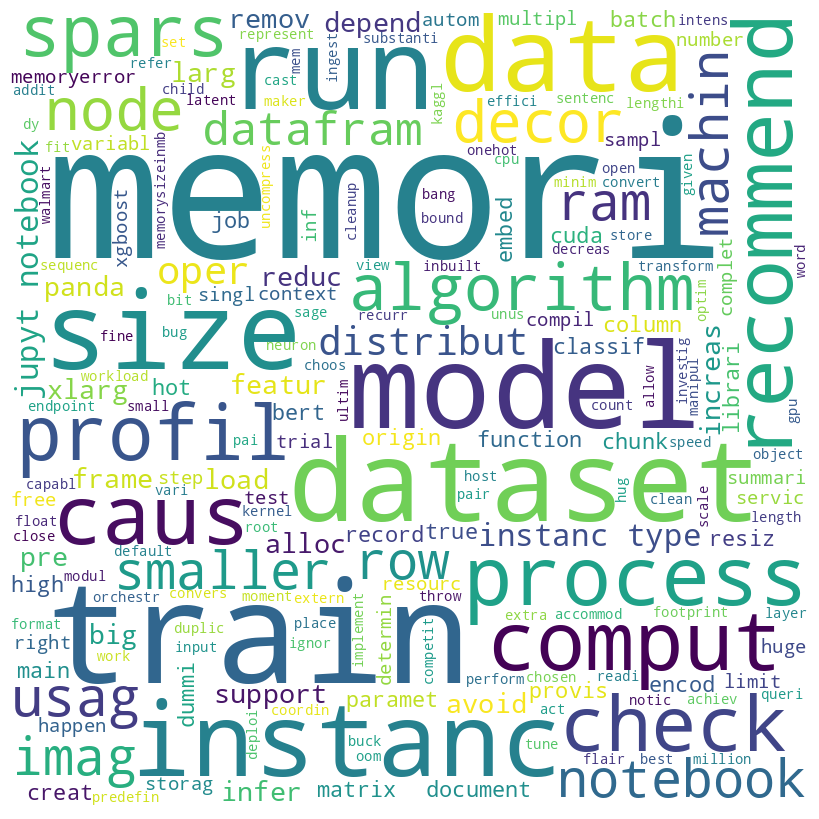 spars
remov
depend
autom
multipl
batch
intens
set
represent
substanti
number
run
data
recommend
memoryerror
refer
larg
cast
mem
ingest
addit
child
latent
kaggl
effici
sentenc
lengthi
machin
node
datafram
decor
sampl
dy
fit
variabl
maker
onehot
cpu
open
memori
walmart
xgboost
memorysizeinmb
job
uncompress
inf
cleanup
bang
bound
embed
minim
convert
given
ram
cuda
store
decreas
word
jupyt notebook
sequenc
oper
reduc
view
inbuilt
transform
complet
panda
bit
singl
context
algorithm
optim
size
sage
recurr
unus
compil
column
increas
librari
fine
bug
neuron
distribut
classif
investig
manipul
gpu
workload
xlarg
hot
featur
choos
model
allow
endpoint
small
bert
ultim
count
speed
profil
pai
trial
origin
function
chunk
object
capabl
frame
step
load
dataset
host
pair
hug
clean
summari
free
vari
test
kernel
scale
servic
float
close
caus
root
record
true
instanc type
length
resiz
default
alloc
pre
smaller
row
process
high
modul
orchestr
convers
moment
extern
resourc
throw
format
train
implement
determin
extra
accommod
footprint
layer
right
big
duplic
place
competit
comput
main
work
input
ignor
perform
chosen
readi
huge
usag
dummi
support
paramet
avoid
provis
encod
limit
happen
coordin
act
notic
achiev
queri
imag
deploi
instanc
buck
oom
tune
check
flair
best
million
creat
predefin
storag
infer
matrix
document
notebook